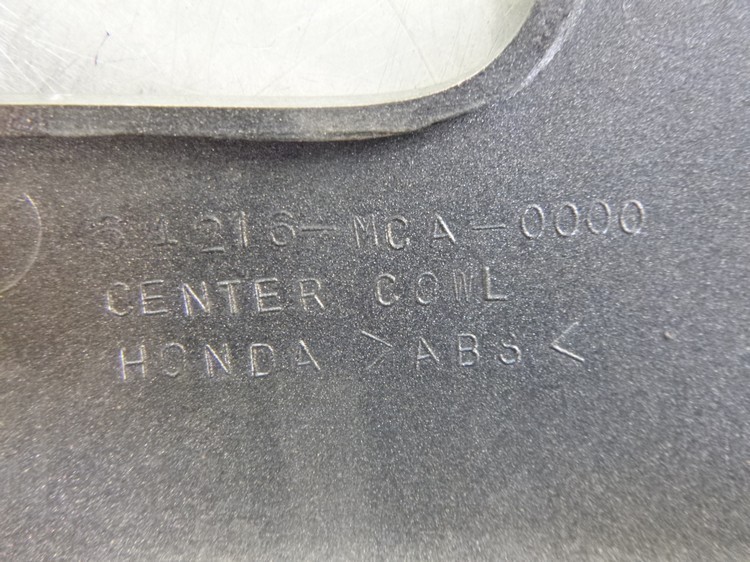 64216-MCA-0000
CENTER COWL
HONDA >ABS<